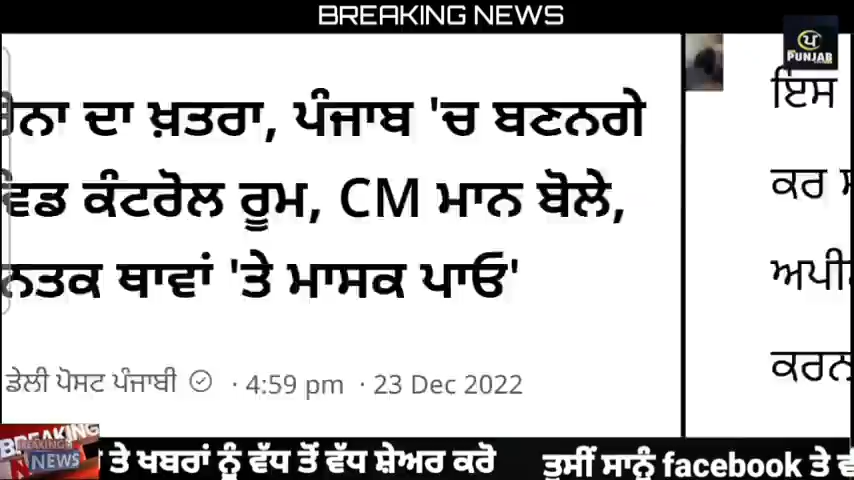 BREAKING NEWS
PUNJAB
ਦਾ ਖ਼ਤਰਾ, ਪੰਜਾਬ 'ਚ ਬਣਨਗੇ
ਕੰਟਰੋਲ ਰੂਮ, CM ਮਾਨ ਬੋਲੇ,
ਥਾਵਾਂ 'ਤੇ ਮਾਸਕ ਪਾਓ'
ਡੇਲੀ ਪੋਸਟ ਪੰਜਾਬੀ · 4:59 pm · 23 Dec 2022
ਇਸ
ਕਰ
BREAKING
NEWS
ਤੇ ਖਬਰਾਂ ਨੂੰ ਵੱਧ ਤੋਂ ਵੱਧ ਸ਼ੇਅਰ ਕਰੋ ਤੁਸੀਂ ਸਾਨੂੰ facebook ਤੇ